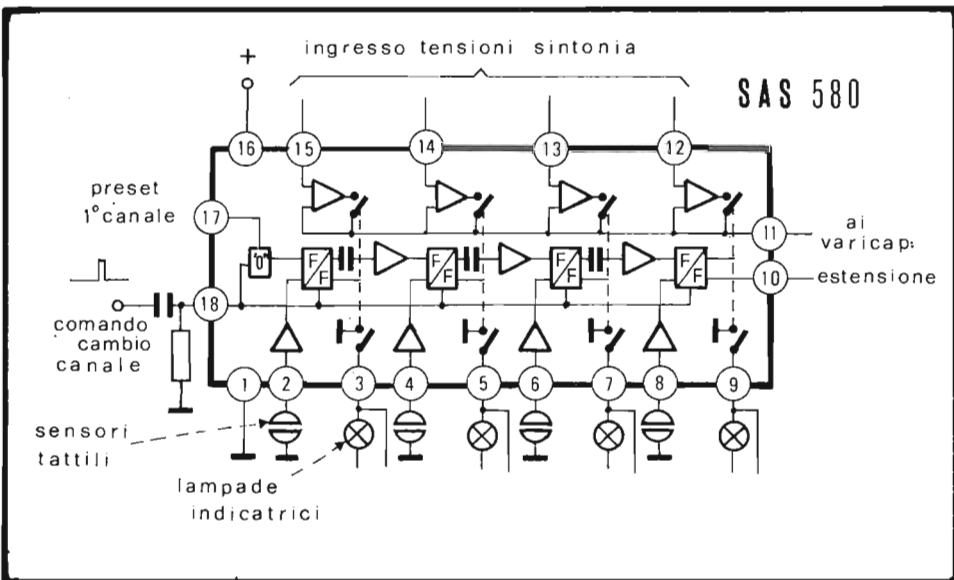 ingresso tensioni sintonia
SAS 580
+
16
15
14
13
12
preset
1° canale
17
11
ai
varicap:
"0"
F/F
F/F
F/F
F/F
10
estensione
18
comando
cambio
canale
1
2
3
4
5
6
7
8
9
sensori
tattili
lampade
indicatrici